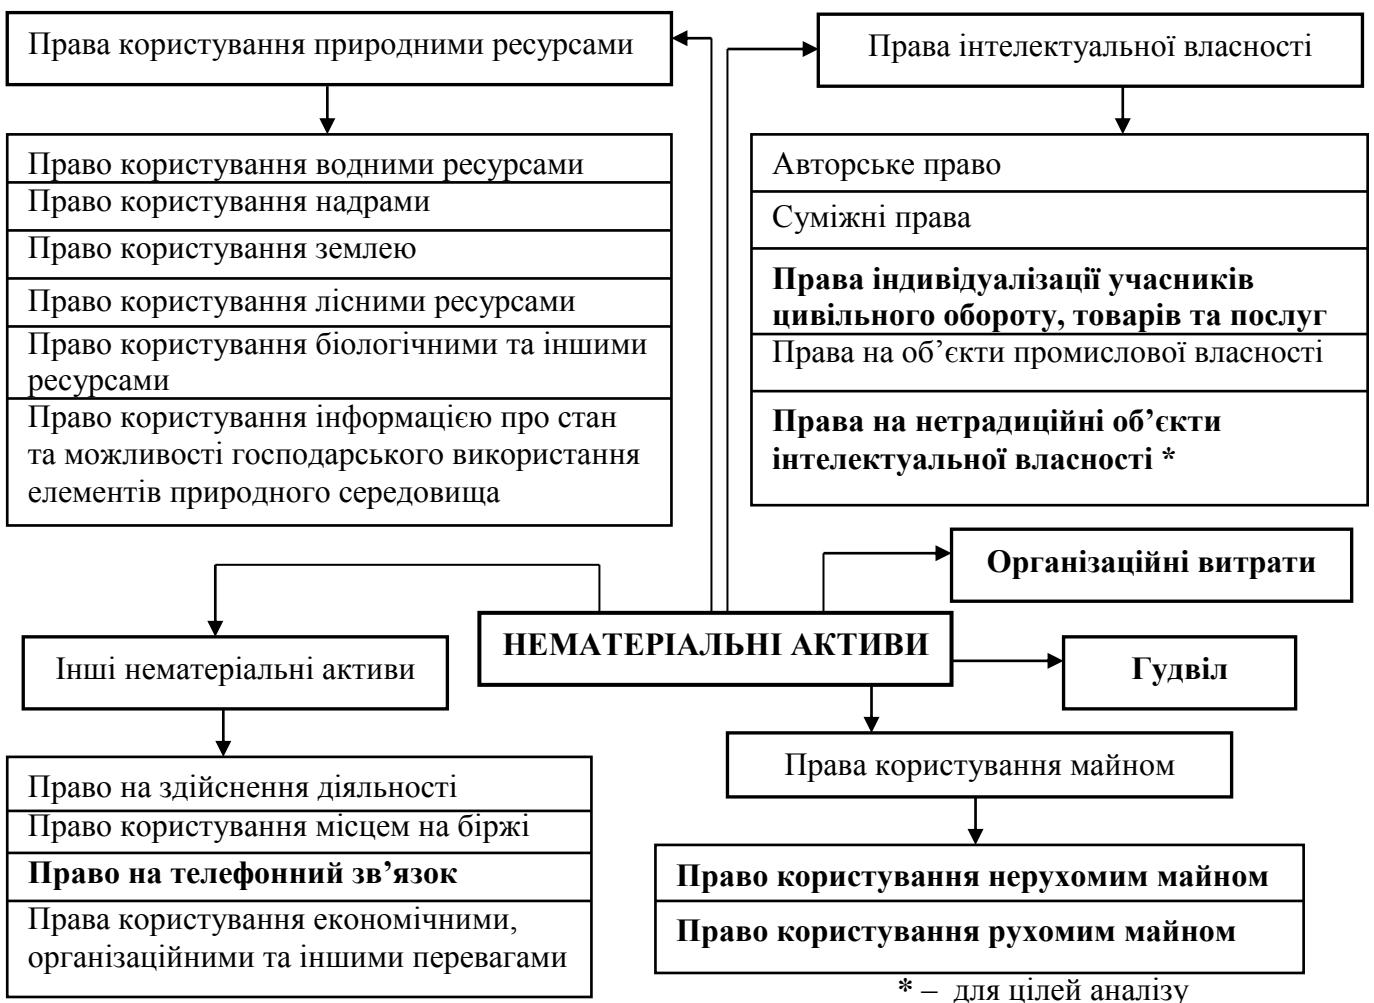 Права користування природними ресурсами
Права інтелектуальної власності
Право користування водними ресурсами
Право користування надрами
Право користування землею
Право користування лісними ресурсами
Право користування біологічними та іншими
ресурсами
Право користування інформацією про стан
та можливості господарського використання
елементів природного середовища
Авторське право
Суміжні права
Права індивідуалізації учасників
цивільного обороту, товарів та послуг
Права на об’єкти промислової власності
Права на нетрадиційні об’єкти
інтелектуальної власності *
Організаційні витрати
НЕМАТЕРІАЛЬНІ АКТИВИ
Інші нематеріальні активи
Гудвіл
Права користування майном
Право на здійснення діяльності
Право користування місцем на біржі
Право на телефонний зв’язок
Права користування економічними,
організаційними та іншими перевагами
Право користування нерухомим майном
Право користування рухомим майном
* – для цілей аналізу